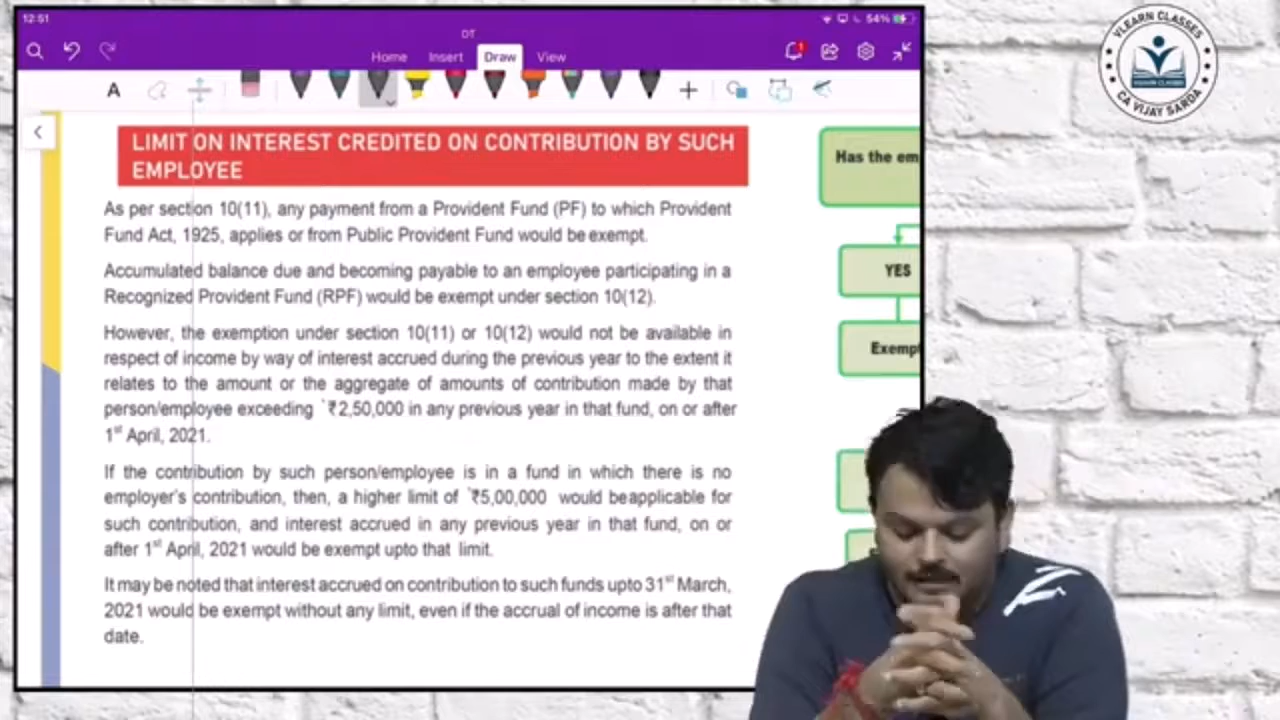 12:51
54%
DT
Home Insert Draw View
A
LIMIT ON INTEREST CREDITED ON CONTRIBUTION BY SUCH
EMPLOYEE
As per section 10(11), any payment from a Provident Fund (PF) to which Provident
Fund Act, 1925, applies or from Public Provident Fund would be exempt.
Accumulated balance due and becoming payable to an employee participating in a
Recognized Provident Fund (RPF) would be exempt under section 10(12).
However, the exemption under section 10(11) or 10(12) would not be available in
respect of income by way of interest accrued during the previous year to the extent it
relates to the amount or the aggregate of amounts of contribution made by that
person/employee exceeding `₹2,50,000 in any previous year in that fund, on or after
1st April, 2021.
If the contribution by such person/employee is in a fund in which there is no
employer's contribution, then, a higher limit of `₹5,00,000 would beapplicable for
such contribution, and interest accrued in any previous year in that fund, on or
after 1st April, 2021 would be exempt upto that limit.
It may be noted that interest accrued on contribution to such funds upto 31st March,
2021 would be exempt without any limit, even if the accrual of income is after that
date.
Has the
YES
VLEARN CLASSES
VLEARN CLASSES
CA VIJAY SARDA